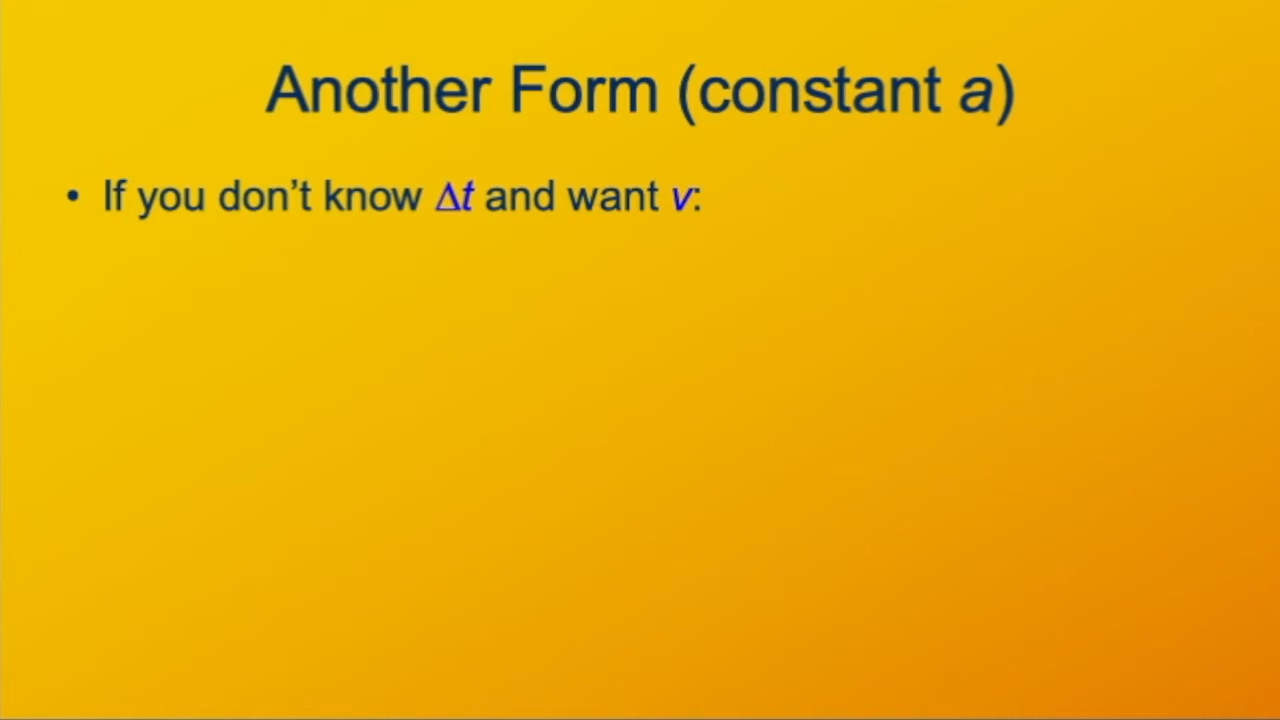 Another Form (constant a)
• If you don’t know Δt and want v: